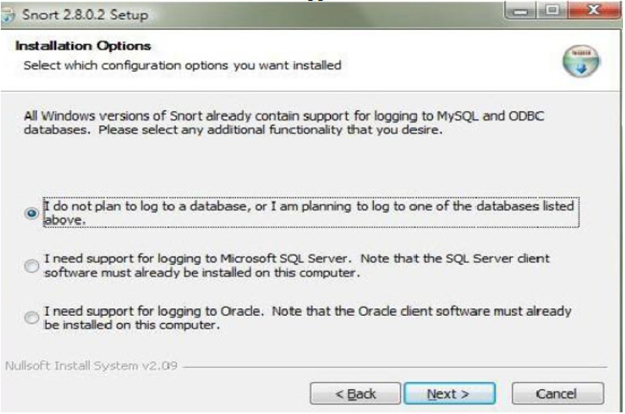 Snort 2.8.0.2 Setup
Installation Options
Select which configuration options you want installed
All Windows versions of Snort already contain support for logging to MySQL and ODBC
databases. Please select any additional functionality that you desire.
I do not plan to log to a database, or I am planning to log to one of the databases listed
above.
I need support for logging to Microsoft SQL Server. Note that the SQL Server client
software must already be installed on this computer.
I need support for logging to Oracle. Note that the Oracle client software must already
be installed on this computer.
Nullsoft Install System v2.09
< Back Next > Cancel